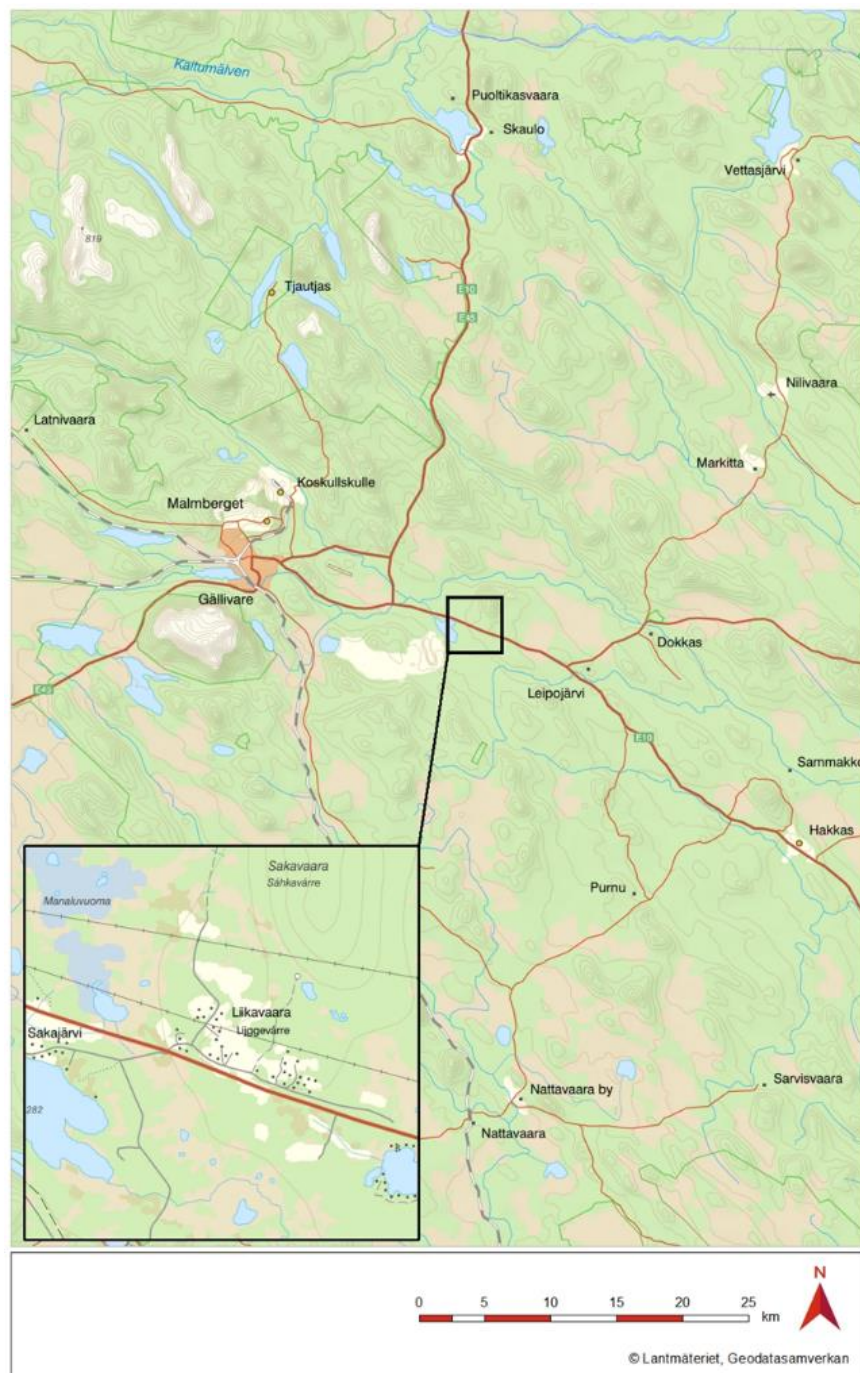 Kaitumälven
Puoltikasvaara
Skaulo
Vettasjärvi
819
Tjautjas
E10
E45
Nilivaara
Latnivaara
Markitta
Koskullskulle
Malmberget
Gällivare
Dokkas
Leipojärvi
E45
E10
Sammakko
Hakkas
Purnu
Sakavaara
Sáhkavárre
Manaluvuoma
Liikavaara
Lijggevárre
Sakajärvi
282
Sarvisvaara
Nattavaara by
Nattavaara
N
0 5 10 15 20 25
km
© Lantmäteriet, Geodatasamverkan